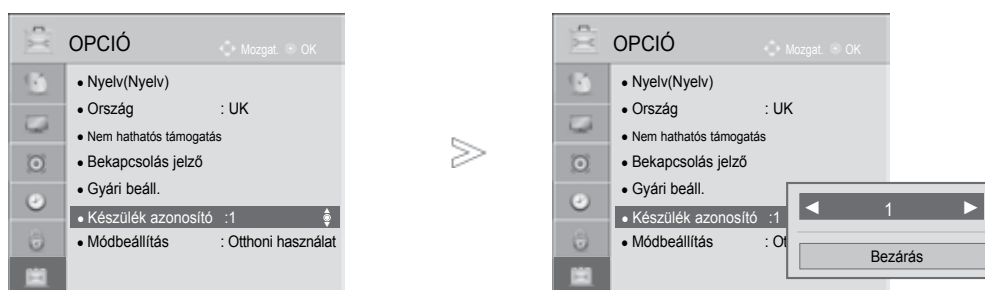 OPCIÓ
Mozgat. OK
• Nyelv(Nyelv)
• Ország : UK
• Nem hathatós támogatás
• Bekapcsolás jelző
• Gyári beáll.
• Készülék azonosító :1
• Módbeállítás : Otthoni használat
OPCIÓ
Mozgat. OK
• Nyelv(Nyelv)
• Ország : UK
• Nem hathatós támogatás
• Bekapcsolás jelző
• Gyári beáll.
• Készülék azonosító :1
• Módbeállítás : Ot
◄ 1 ►
Bezárás